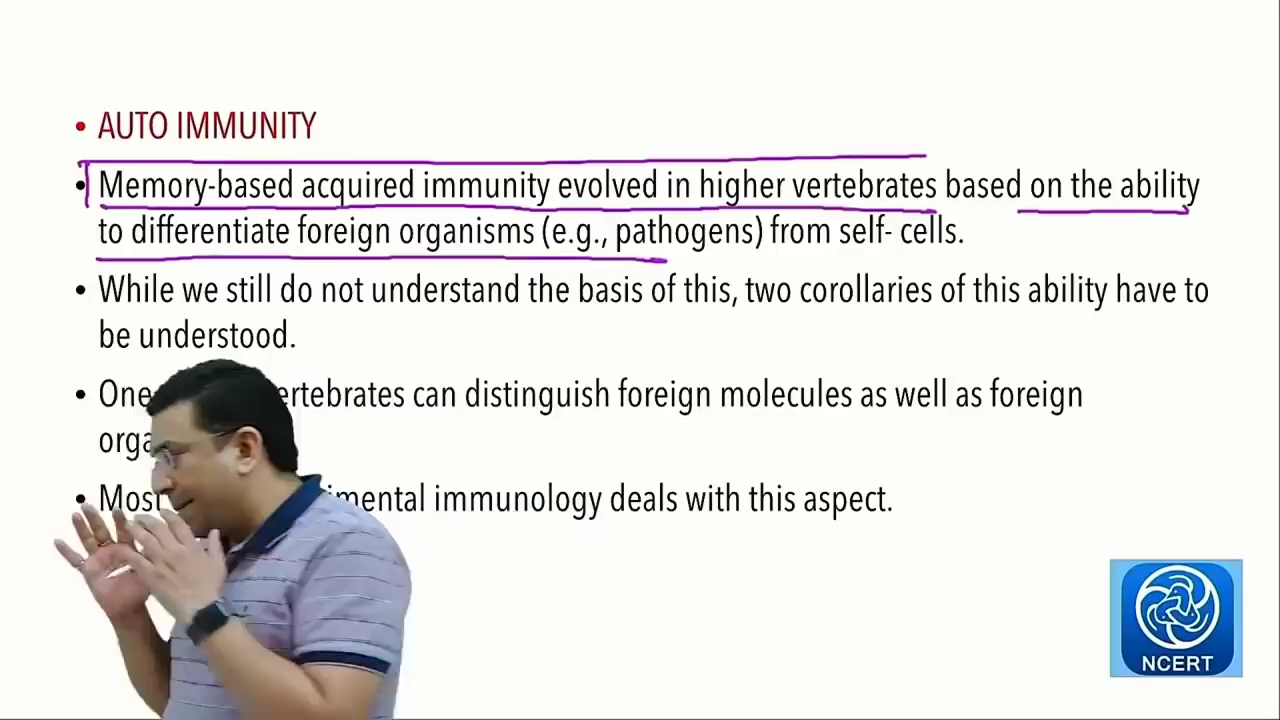 • AUTO IMMUNITY
• Memory-based acquired immunity evolved in higher vertebrates based on the ability
to differentiate foreign organisms (e.g., pathogens) from self- cells.
• While we still do not understand the basis of this, two corollaries of this ability have to
be understood.
• One ertebrates can distinguish foreign molecules as well as foreign
orga
• Most imental immunology deals with this aspect.
NCERT